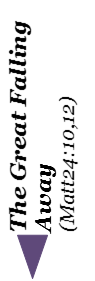 The Great Falling
Away
(Matt24:10,12)